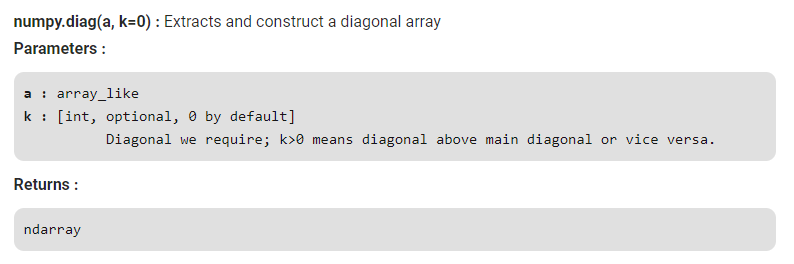 numpy.diag(a, k=0) : Extracts and construct a diagonal array
Parameters :
a : array_like
k : [int, optional, 0 by default]
Diagonal we require; k>0 means diagonal above main diagonal or vice versa.
Returns :
ndarray